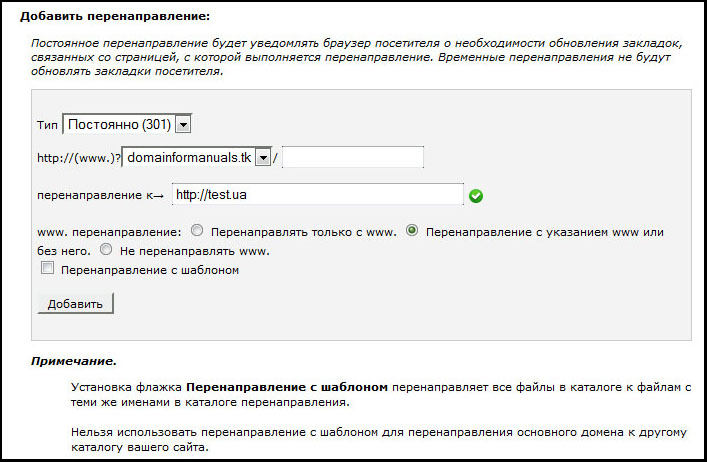 Добавить перенаправление:
Постоянное перенаправление будет уведомлять браузер посетителя о необходимости обновления закладок,
связанных со страницей, с которой выполняется перенаправление. Временные перенаправления не будут
обновлять закладки посетителя.
Тип Постоянно (301)
http://(www.)? domainformanuals.tk /
перенаправление к→ http://test.ua
www. перенаправление: Перенаправлять только с www. Перенаправление с указанием www или
без него. Не перенаправлять www.
Перенаправление с шаблоном
Добавить
Примечание.
Установка флажка Перенаправление с шаблоном перенаправляет все файлы в каталоге к файлам с
теми же именами в каталоге перенаправления.
Нельзя использовать перенаправление с шаблоном для перенаправления основного домена к другому
каталогу вашего сайта.